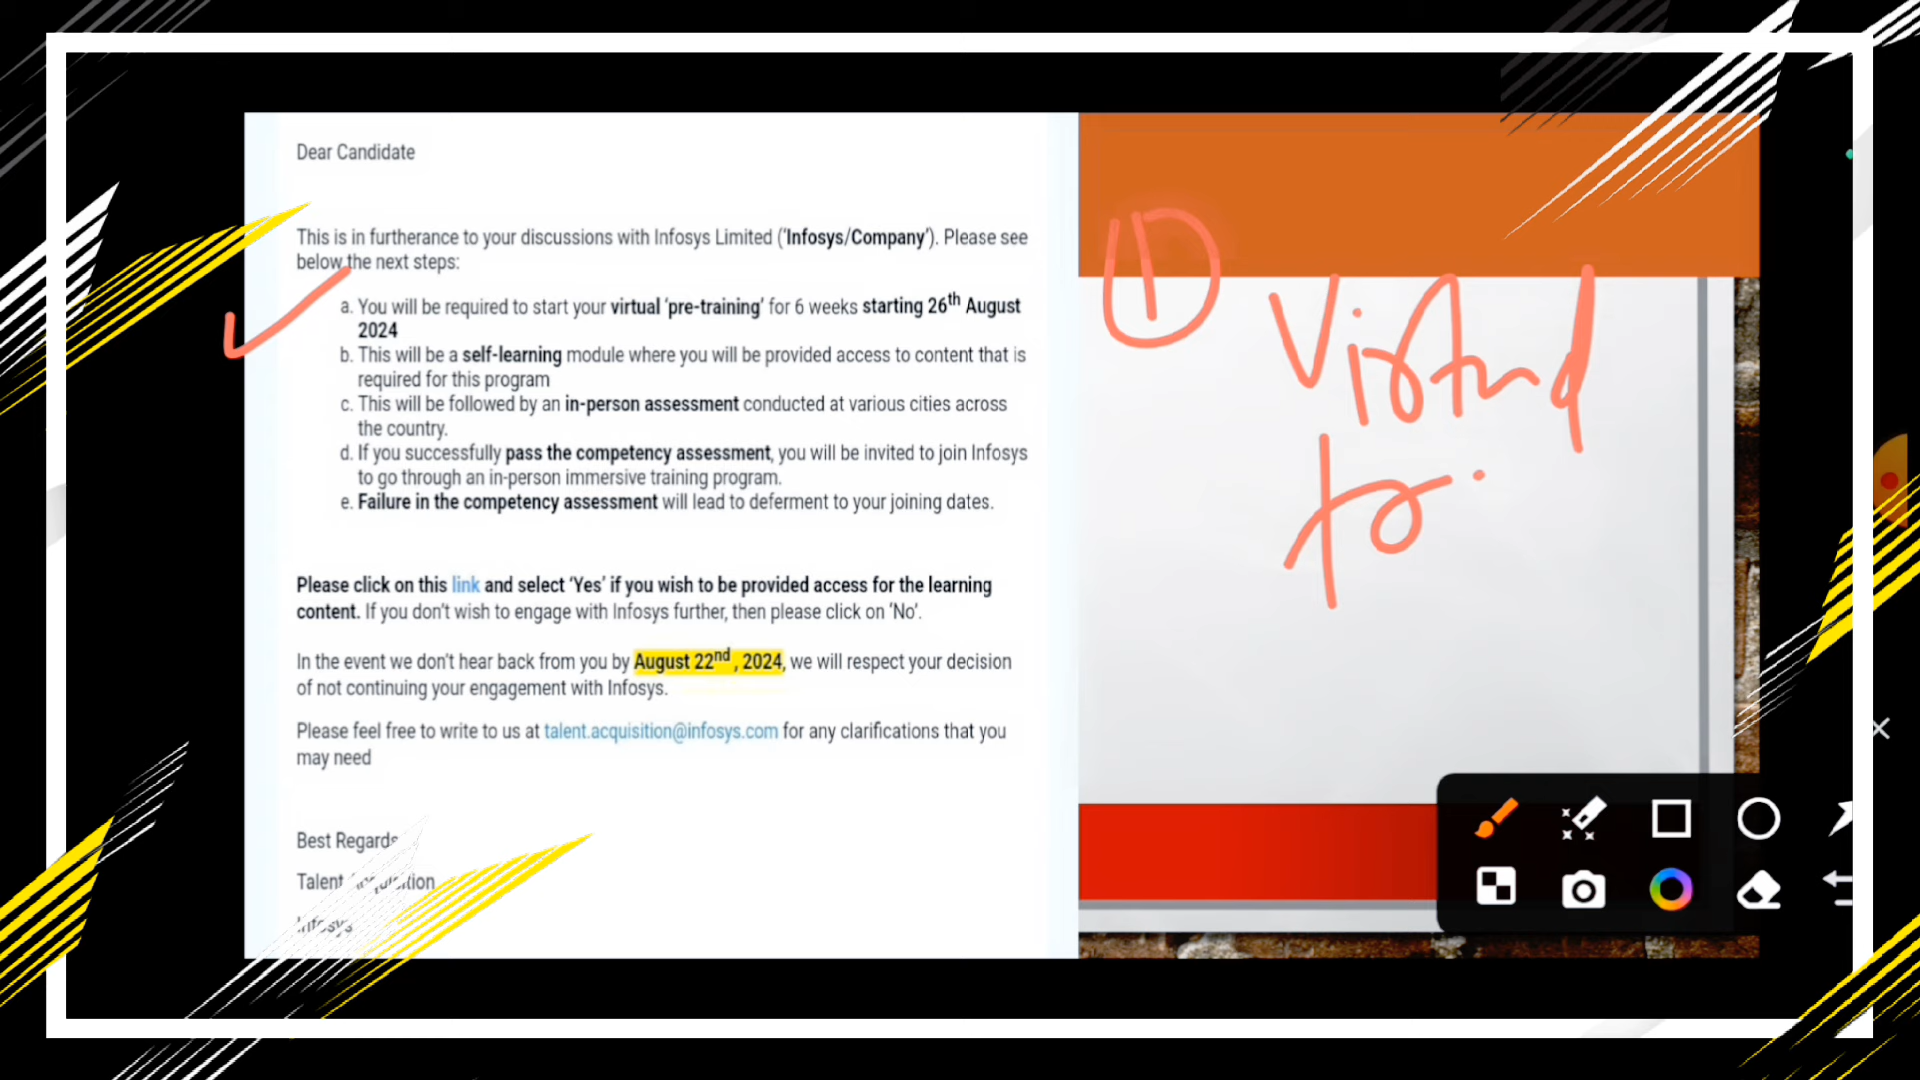 Dear Candidate
This is in furtherance to your discussions with Infosys Limited ('Infosys/Company'). Please see
below the next steps:
a. You will be required to start your virtual 'pre-training' for 6 weeks starting 26th August
2024
b. This will be a self-learning module where you will be provided access to content that is
required for this program
c. This will be followed by an in-person assessment conducted at various cities across
the country.
d. If you successfully pass the competency assessment, you will be invited to join Infosys
to go through an in-person immersive training program.
e. Failure in the competency assessment will lead to deferment to your joining dates.
Please click on this link and select 'Yes' if you wish to be provided access for the learning
content. If you don't wish to engage with Infosys further, then please click on 'No'.
In the event we don't hear back from you by August 22nd , 2024, we will respect your decision
of not continuing your engagement with Infosys.
Please feel free to write to us at talent.acquisition@infosys.com for any clarifications that you
may need
Best Regards
Talent Acquisition
Infosys
1
Virtual